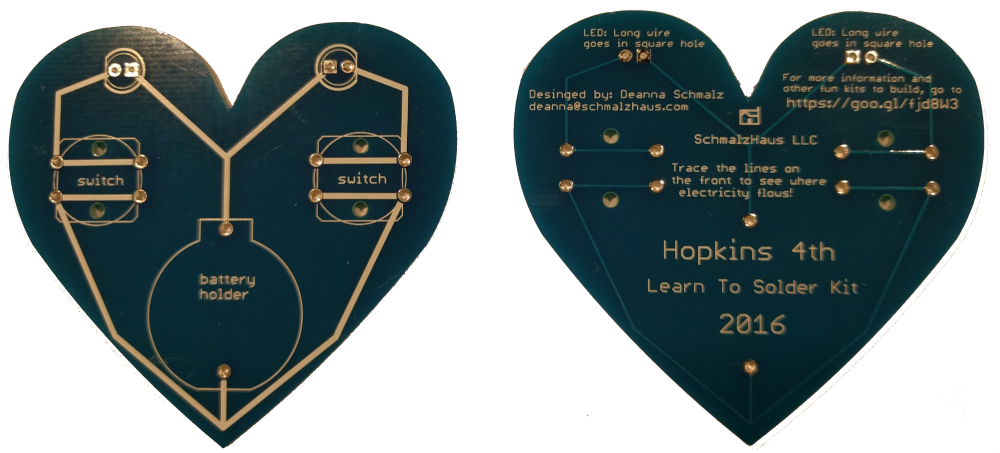 switch
switch
battery
holder
LED: Long wire
goes in square hole
LED: Long wire
goes in square hole
For more information and
other fun kits to build, go to
https://goo.gl/fjd8W3
Desinged by: Deanna Schmalz
deanna@schmalzhaus.com
SchmalzHaus LLC
Trace the lines on
the front to see where
electricity flows!
Hopkins 4th
Learn To Solder Kit
2016